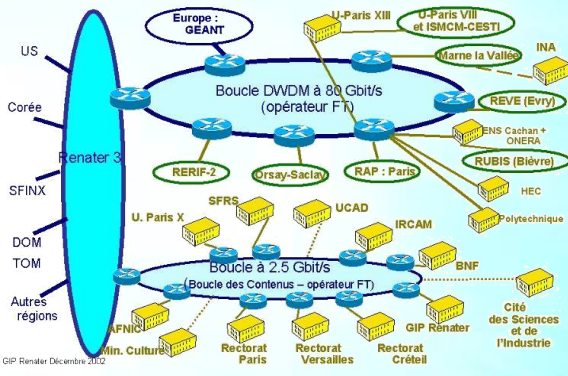 Europe :
GEANT
U-Paris XIII
U-Paris VIII
et ISMCM-CESTI
US
Marne la Vallée
INA
Boucle DWDM à 80 Gbit/s
(opérateur FT)
REVE (Evry)
Corée
ENS Cachan +
ONERA
Renater 3
RERIF-2
Orsay-Saclay
RAP : Paris
RUBIS (Bièvre)
SFINX
HEC
U. Paris X
SFRS
UCAD
IRCAM
Polytechnique
DOM
TOM
Boucle à 2.5 Gbit/s
(Boucle des Contenus – opérateur FT)
BNF
Autres
régions
AFNIC
Min. Culture
Rectorat
Paris
Rectorat
Versailles
Rectorat
Créteil
GIP Renater
Cité
des Sciences
et de
l'Industrie
GIP Renater Décembre 2002